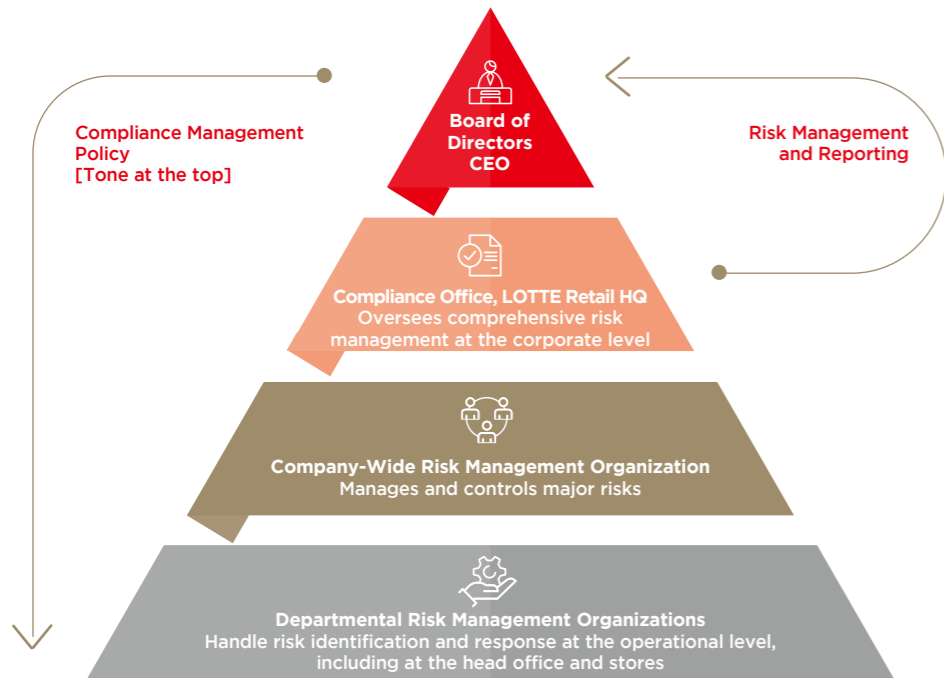 Board of
Directors
CEO
Compliance Management
Policy
[Tone at the top]
Risk Management
and Reporting
Compliance Office, LOTTE Retail HQ
Oversees comprehensive risk
management at the corporate level
Company-Wide Risk Management Organization
Manages and controls major risks
Departmental Risk Management Organizations
Handle risk identification and response at the operational level,
including at the head office and stores